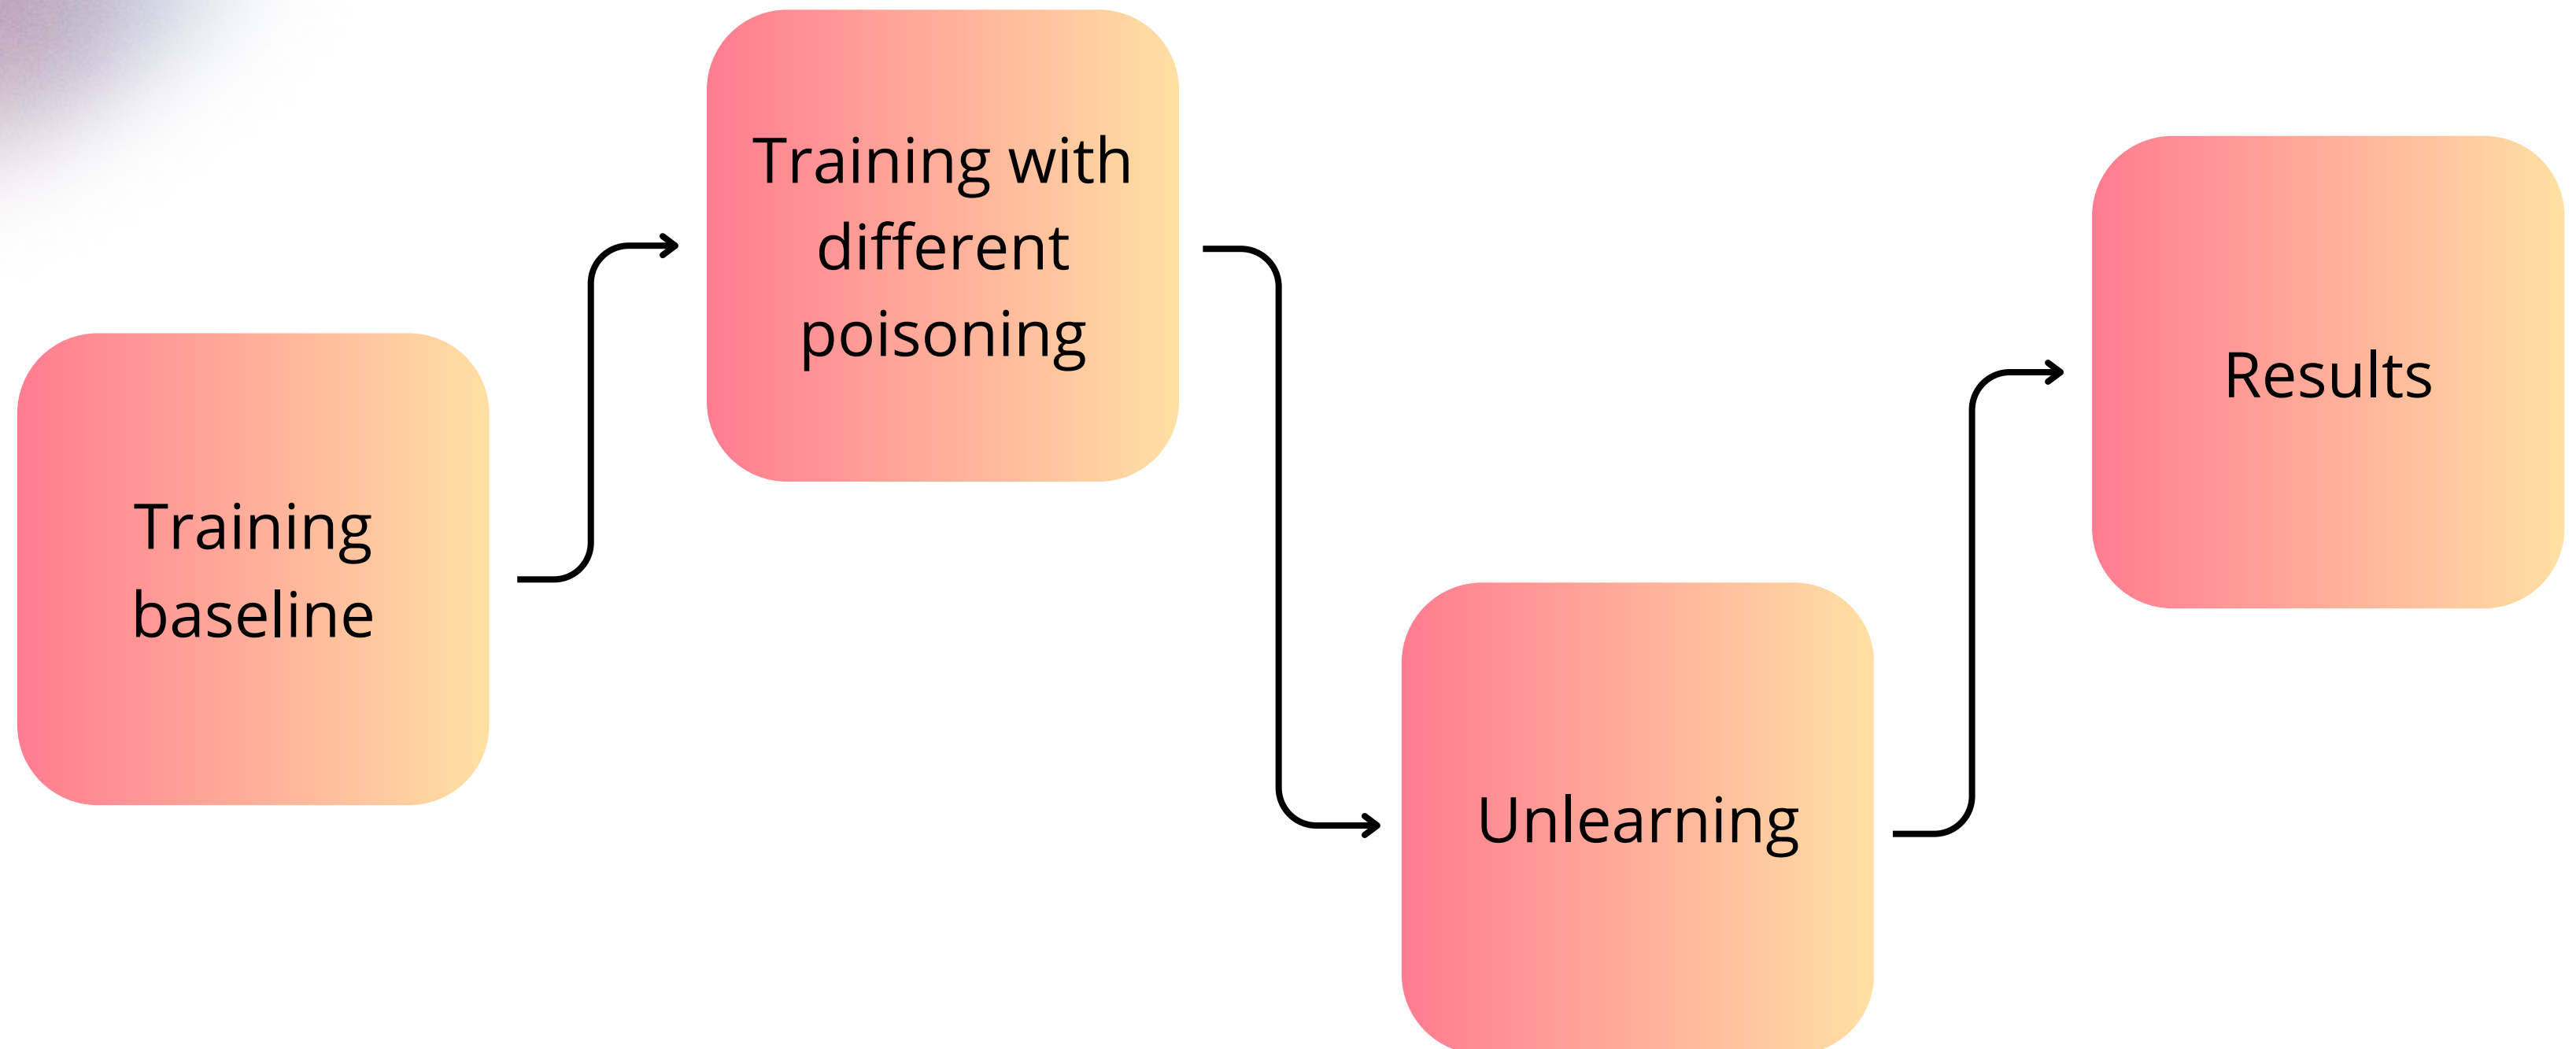 Training
baseline
Training with
different
poisoning
Unlearning
Results